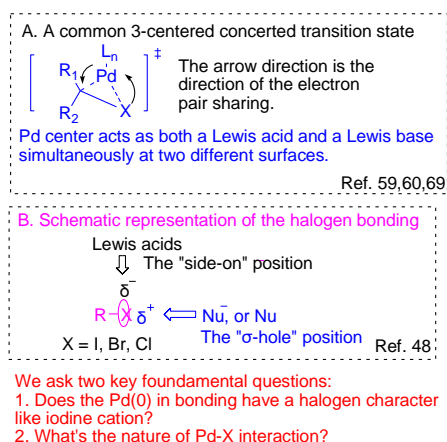 A. A common 3-centered concerted transition state
Ln
‡
R1
Pd
R2
X
The arrow direction is the
direction of the electron
pair sharing.
Pd center acts as both a Lewis acid and a Lewis base
simultaneously at two different surfaces.
Ref. 59,60,69
B. Schematic representation of the halogen bonding
Lewis acids
The "side-on" position
δ−
R−X δ+
Nu−, or Nu
The "σ-hole" position
X = I, Br, Cl
Ref. 48
We ask two key foundamental questions:
1. Does the Pd(0) in bonding have a halogen character
like iodine cation?
2. What's the nature of Pd-X interaction?